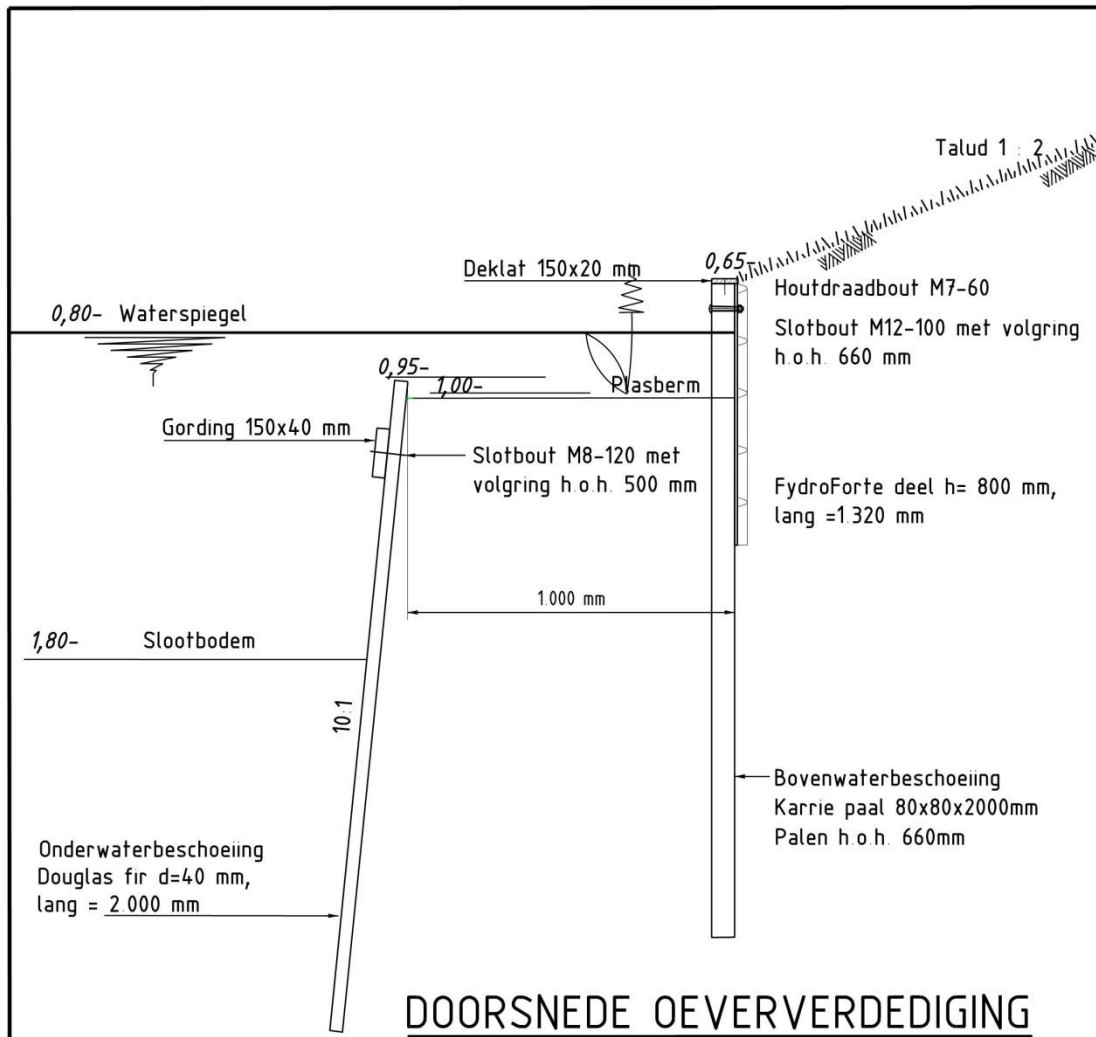 Talud 1 : 2
Deklat 150x20 mm
0,65-
Houtdraadbout M7-60
0,80- Waterspiegel
Slotbout M12-100 met volgring
h.o.h. 660 mm
0,95-
1,00-
Plasberm
Gording 150x40 mm
Slotbout M8-120 met
volgring h.o.h. 500 mm
FydroForte deel h= 800 mm,
lang =1.320 mm
1.000 mm
1,80- Slootbodem
10:1
Bovenwaterbeschoeiing
Karrie paal 80x80x2000mm
Palen h.o.h. 660mm
Onderwaterbeschoeiing
Douglas fir d=40 mm,
lang = 2.000 mm
DOORSNEDE OEVERVERDEDIGING